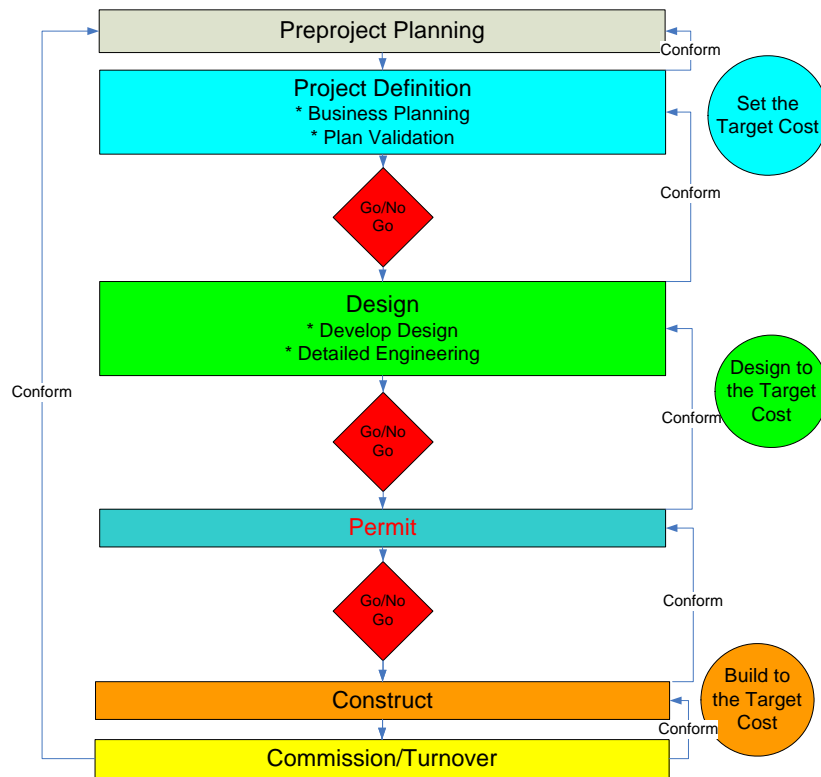 Preproject Planning
Conform
Project Definition
* Business Planning
* Plan Validation
Set the
Target Cost
Conform
Go/No
Go
Design
* Develop Design
* Detailed Engineering
Conform
Design to
the Target
Cost
Conform
Go/No
Go
Permit
Go/No
Go
Conform
Construct
Build to
the Target
Cost
Conform
Commission/Turnover